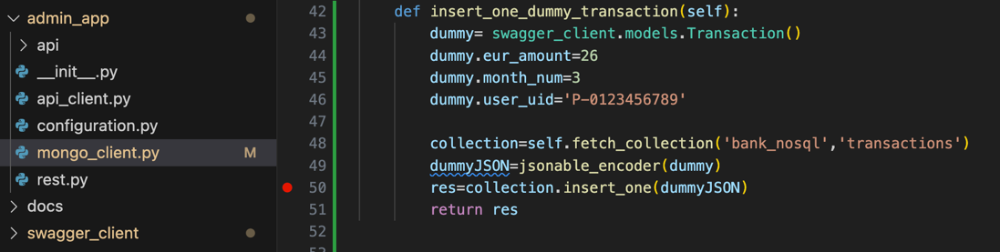 admin_app
api
__init__.py
api_client.py
configuration.py
mongo_client.py M
rest.py
docs
swagger_client
42 def insert_one_dummy_transaction(self):
43 dummy= swagger_client.models.Transaction()
44 dummy.eur_amount=26
45 dummy.month_num=3
46 dummy.user_uid='P-0123456789'
47
48 collection=self.fetch_collection('bank_nosql','transactions')
49 dummyJSON=jsonable_encoder(dummy)
50 res=collection.insert_one(dummyJSON)
51 return res
52